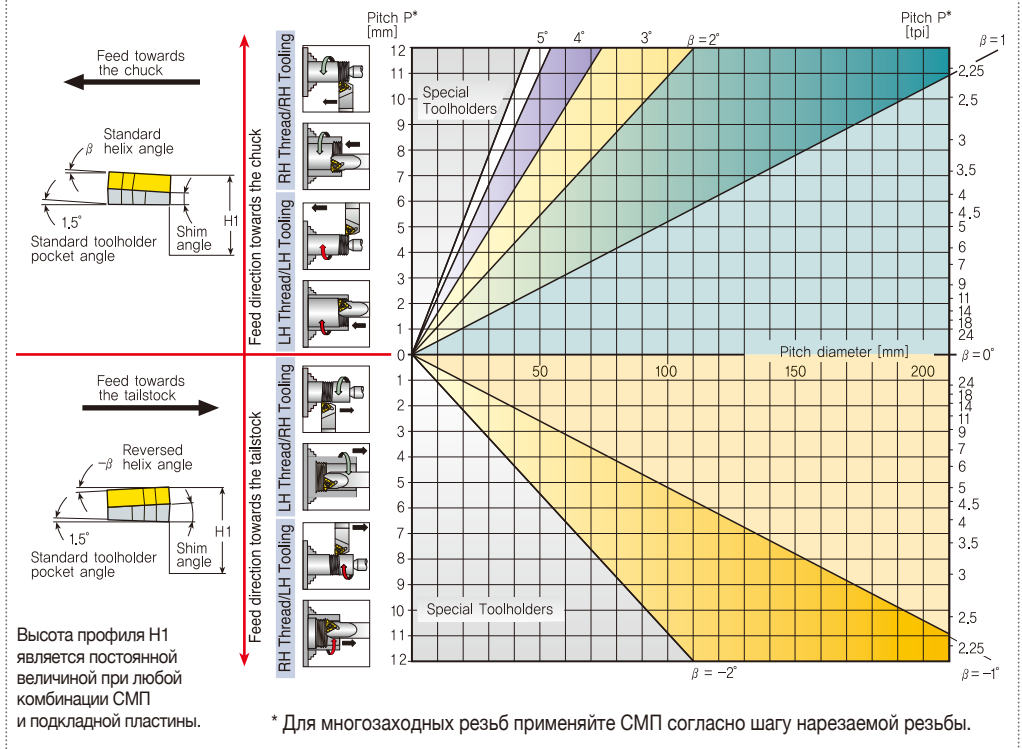 Feed towards
the chuck
Standard
β helix angle
1.5°
Standard toolholder
pocket angle
Shim
angle
H1
Feed direction towards the chuck
RH Thread/RH Tooling
LH Thread/LH Tooling
Feed towards
the tailstock
Reversed
-β helix angle
1.5°
Standard toolholder
pocket angle
Shim
angle
H1
Feed direction towards the tailstock
LH Thread/RH Tooling
RH Thread/LH Tooling
Высота профиля H1
является постоянной
величиной при любой
комбинации СМП
и подкладной пластины.
Pitch P*
[mm]
5° 4° 3° β=2°
Pitch P*
[tpi]
β=1
12
11
10
9
8
7
6
5
4
3
2
1
0
1
2
3
4
5
6
7
8
9
10
11
12
Special
Toolholders
Pitch diameter [mm]
50 100 150 200
Special Toolholders
2,25
2,5
3
3,5
4
4.5
5
6
7
9
11
14
18
24
β=0°
24
18
14
11
9
7
6
5
4.5
4
3.5
3
2,5
2.25
β=-1°
β = -2°
* Для многозаходных резьб применяйте СМП согласно шагу нарезаемой резьбы.